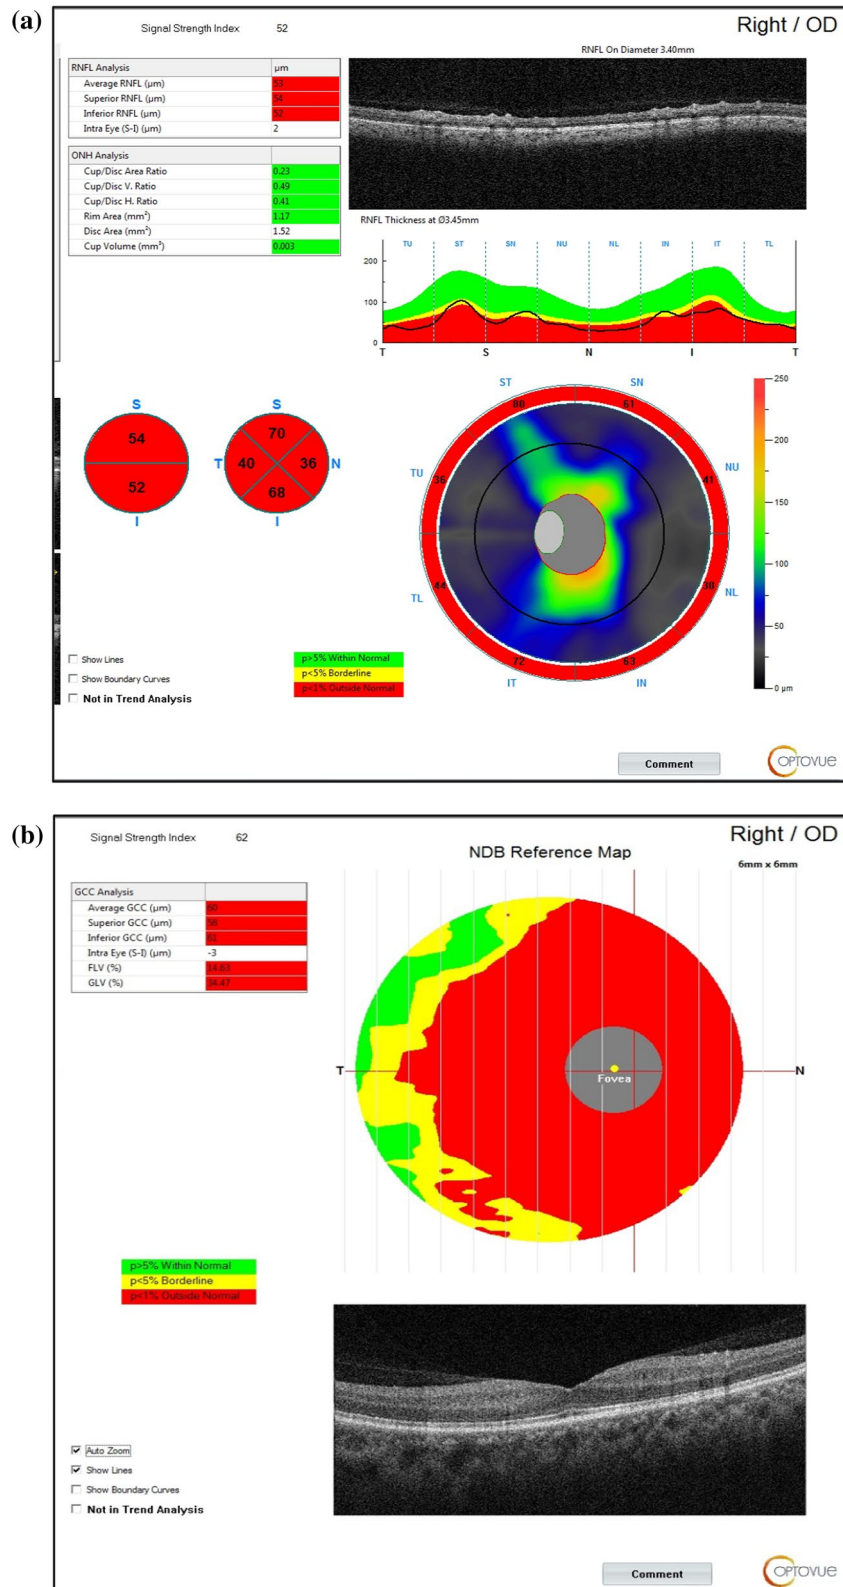 (a)
Signal Strength Index 52
Right / OD
RNFL On Diameter 3.40mm
RNFL Analysis µm
Average RNFL (µm) 53
Superior RNFL (µm) 54
Inferior RNFL (µm) 52
Intra Eye (S-I) (µm) 2
ONH Analysis
Cup/Disc Area Ratio 0.23
Cup/Disc V. Ratio 0.49
Cup/Disc H. Ratio 0.41
Rim Area (mm²) 1.17
Disc Area (mm²) 1.52
Cup Volume (mm³) 0.003
RNFL Thickness at Ø3.45mm
TU ST SN NU NL IN IT TL
200
100
0
T S N I T
S
54
52
I
S
70
T 40 36 N
68
I
ST SN
80 51
TU NU
36 41
44 30
TL NL
72 63
IT IN
250
200
150
100
50
0 µm
Show Lines
Show Boundary Curves
Not in Trend Analysis
p>5% Within Normal
p<5% Borderline
p<1% Outside Normal
Comment
OPTOVUE
(b)
Signal Strength Index 62
Right / OD
NDB Reference Map
6mm x 6mm
GCC Analysis
Average GCC (µm) 60
Superior GCC (µm) 58
Inferior GCC (µm) 61
Intra Eye (S-I) (µm) -3
FLV (%) 14.63
GLV (%) 34.47
T N
Fovea
p>5% Within Normal
p<5% Borderline
p<1% Outside Normal
Auto Zoom
Show Lines
Show Boundary Curves
Not in Trend Analysis
Comment
OPTOVUE